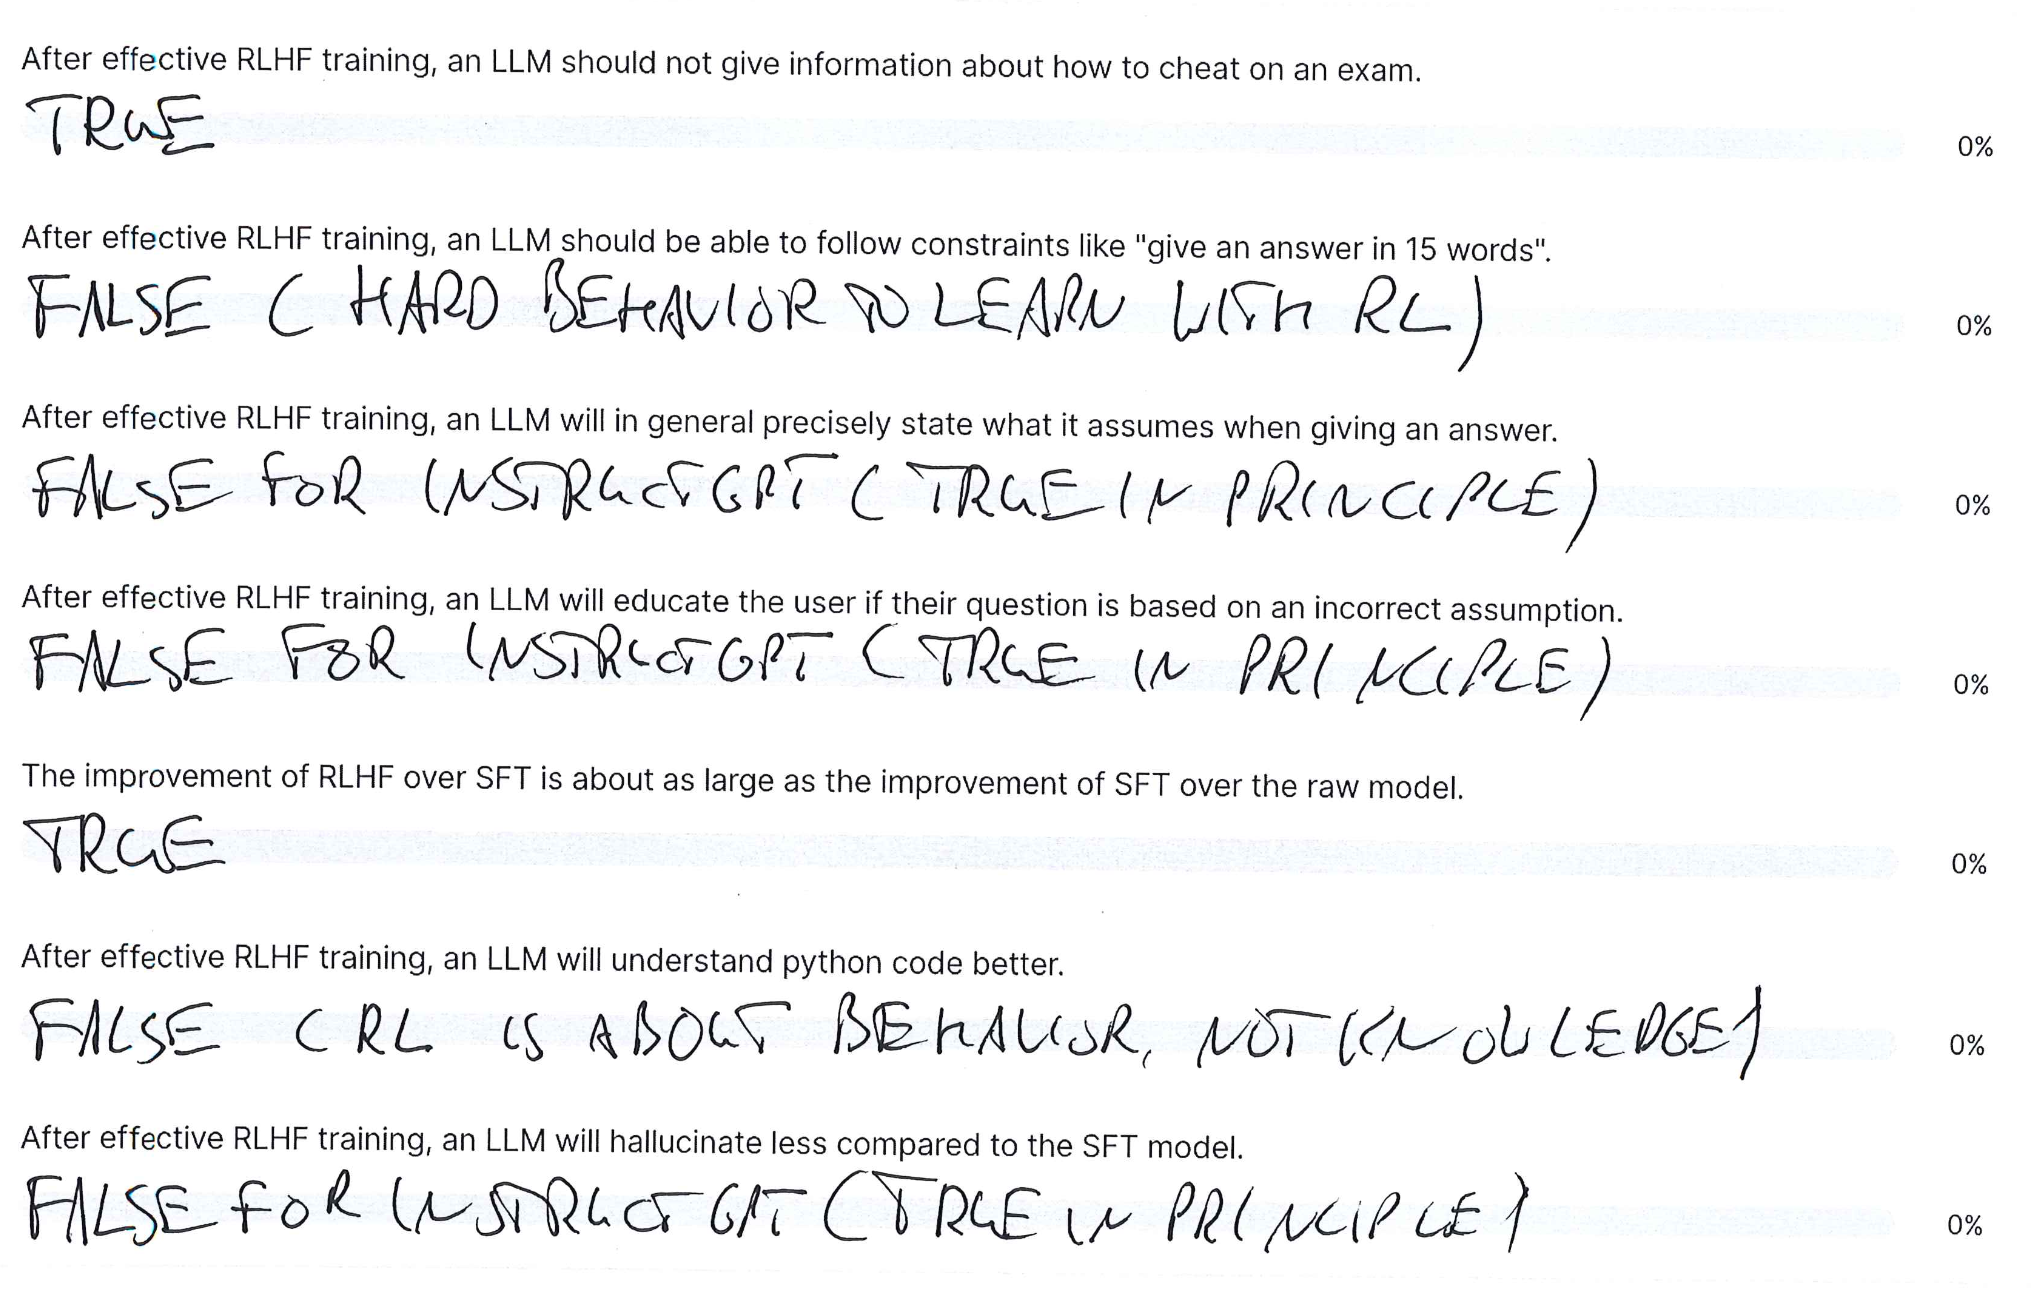 After effective RLHF training, an LLM should not give information about how to cheat on an exam.
TRUE
0%
After effective RLHF training, an LLM should be able to follow constraints like "give an answer in 15 words".
FALSE (HARD BEHAVIOR TO LEARN WITH RL)
0%
After effective RLHF training, an LLM will in general precisely state what it assumes when giving an answer.
FALSE FOR INSTRUCTGPT (TRUE IN PRINCIPLE)
0%
After effective RLHF training, an LLM will educate the user if their question is based on an incorrect assumption.
FALSE FOR INSTRUCTGPT (TRUE IN PRINCIPLE)
0%
The improvement of RLHF over SFT is about as large as the improvement of SFT over the raw model.
TRUE
0%
After effective RLHF training, an LLM will understand python code better.
FALSE (RL IS ABOUT BEHAVIOR, NOT KNOWLEDGE)
0%
After effective RLHF training, an LLM will hallucinate less compared to the SFT model.
FALSE FOR INSTRUCTGPT (TRUE IN PRINCIPLE)
0%